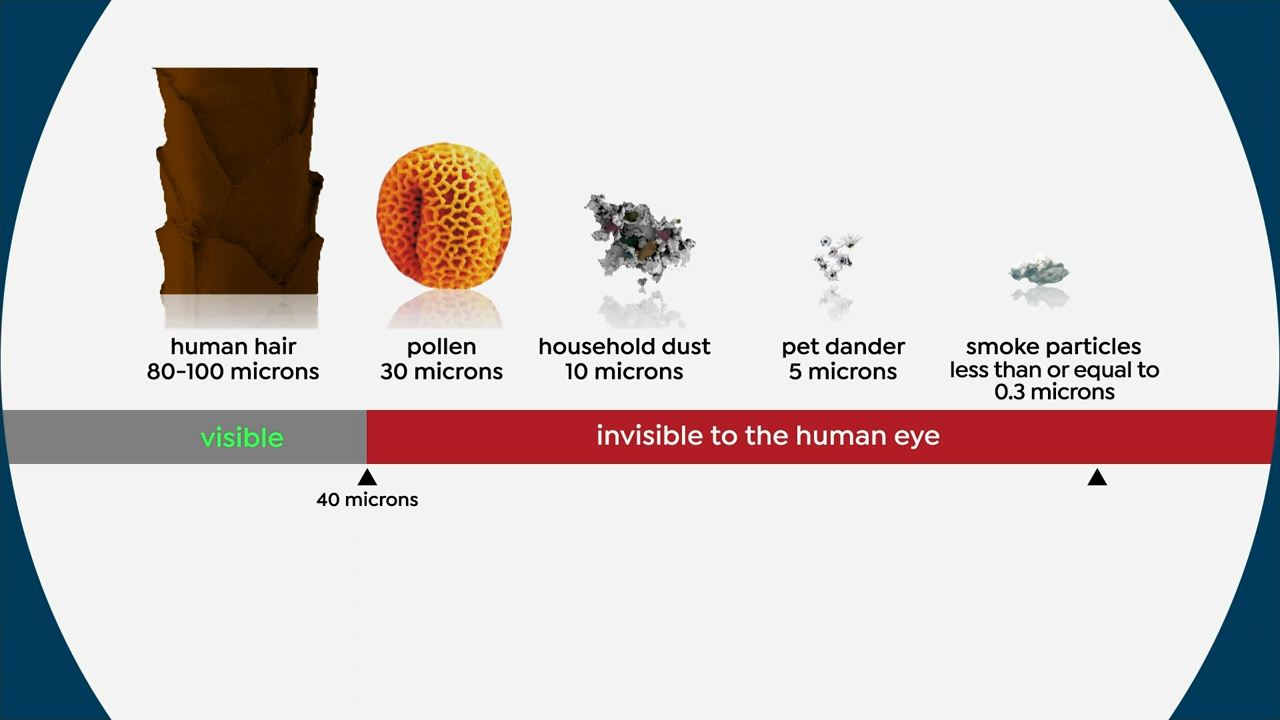 human hair
80-100 microns
pollen
30 microns
household dust
10 microns
pet dander
5 microns
smoke particles
less than or equal to
0.3 microns
visible
invisible to the human eye
40 microns